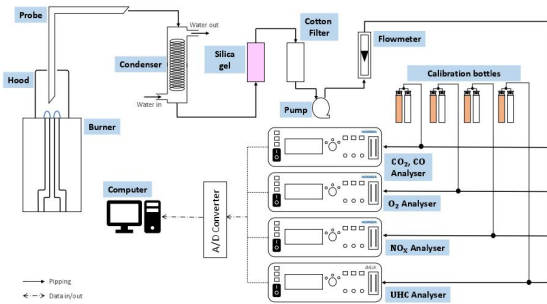 Probe
Water out
Cotton
Filter
Flowmeter
Hood
Condenser
Silica
gel
Calibration bottles
Water in
Pump
Burner
CO₂, CO
Analyser
Computer
A/D Converter
O₂ Analyser
NOₓ Analyser
UHC Analyser
Pipping
Data in/out